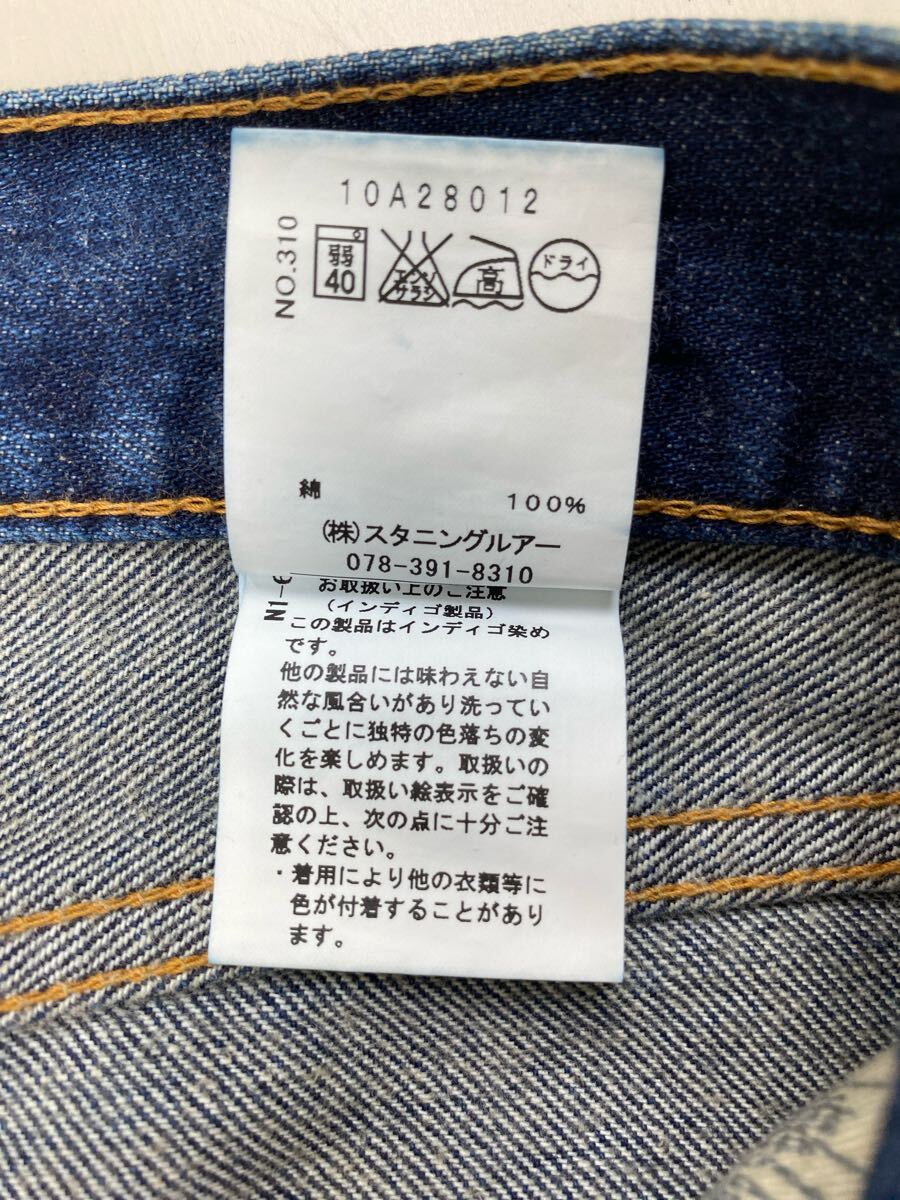 10A28012
NO.310
弱
40
エンソ
サラシ
高
ドライ
綿 100%
(株)スタニングルアー
078-391-8310
お取扱い上のご注意
(インディゴ製品)
この製品はインディゴ染め
です。
他の製品には味わえない自
然な風合いがあり洗ってい
くごとに独特の色落ちの変
化を楽しめます。取扱いの
際は、取扱い絵表示をご確
認の上、次の点に十分ご注
意ください。
・着用により他の衣類等に
色が付着することがあり
ます。